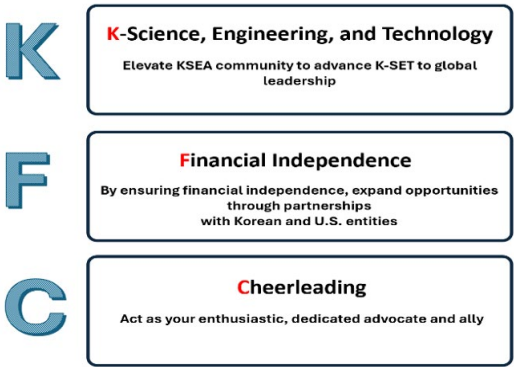 K
K-Science, Engineering, and Technology
Elevate KSEA community to advance K-SET to global
leadership
F
Financial Independence
By ensuring financial independence, expand opportunities
through partnerships
with Korean and U.S. entities
C
Cheerleading
Act as your enthusiastic, dedicated advocate and ally